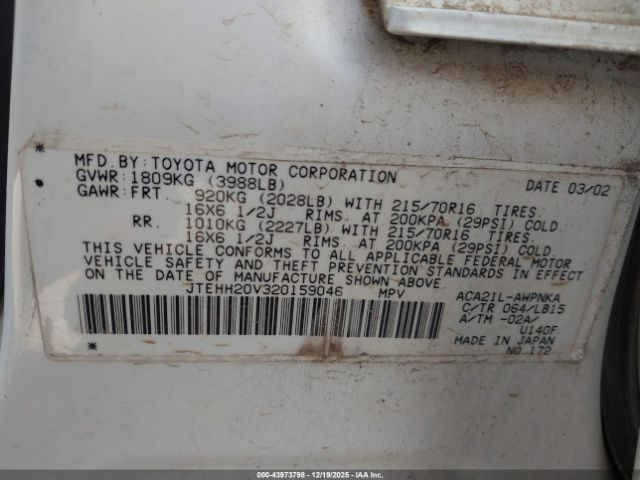 MFD. BY: TOYOTA MOTOR CORPORATION DATE 03/02
GVWR: 1809KG (3988LB)
GAWR: FRT. 920KG (2028LB) WITH 215/70R16 TIRES.
16X6 1/2J RIMS. AT 200KPA (29PSI) COLD
RR. 1010KG (2227LB) WITH 215/70R16 TIRES.
16X6 1/2J RIMS. AT 200KPA (29PSI) COLD
THIS VEHICLE CONFORMS TO ALL APPLICABLE FEDERAL MOTOR
VEHICLE SAFETY AND THEFT PREVENTION STANDARDS IN EFFECT
ON THE DATE OF MANUFACTURE SHOWN ABOVE.
JTEHH20V320159046 MPV ACA21L-AWPNKA
C/TR 064/LB15
A/TM -02A/
U140F
MADE IN JAPAN
NO.172
000-43973798 - 12/19/2025 - IAAI, Inc.